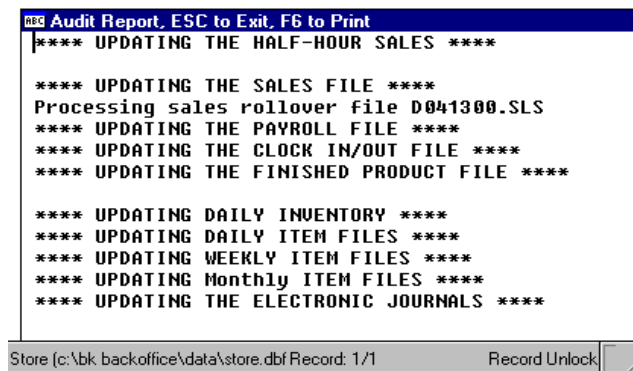 ABC Audit Report, ESC to Exit, F6 to Print
**** UPDATING THE HALF-HOUR SALES ****
**** UPDATING THE SALES FILE ****
Processing sales rollover file D041300.SLS
**** UPDATING THE PAYROLL FILE ****
**** UPDATING THE CLOCK IN/OUT FILE ****
**** UPDATING THE FINISHED PRODUCT FILE ****
**** UPDATING DAILY INVENTORY ****
**** UPDATING DAILY ITEM FILES ****
**** UPDATING WEEKLY ITEM FILES ****
**** UPDATING Monthly ITEM FILES ****
**** UPDATING THE ELECTRONIC JOURNALS ****
Store (c:\bk backoffice\data\store.dbf Record: 1/1 Record Unlock